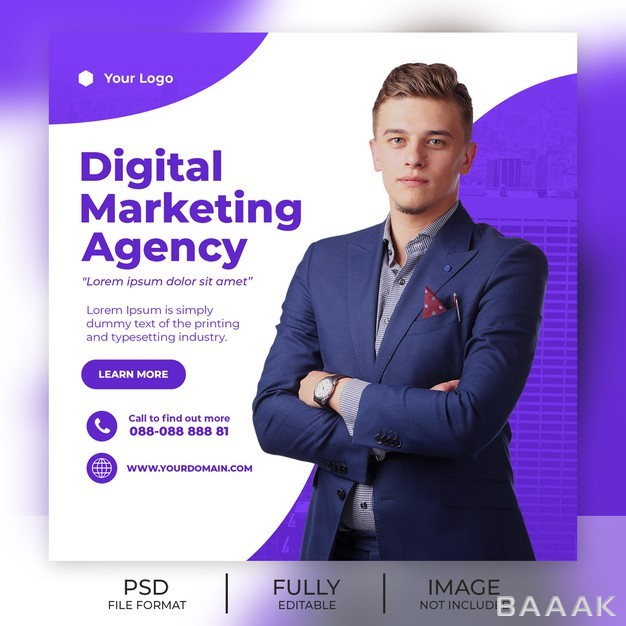 Your Logo
Digital
Marketing
Agency
"Lorem ipsum dolor sit amet"
Lorem Ipsum is simply
dummy text of the printing
and typesetting industry.
LEARN MORE
Call to find out more
088-088 888 81
WWW.YOURDOMAIN.COM
PSD
FILE FORMAT
FULLY
EDITABLE
IMAGE
NOT INCLUDED
BAAAK